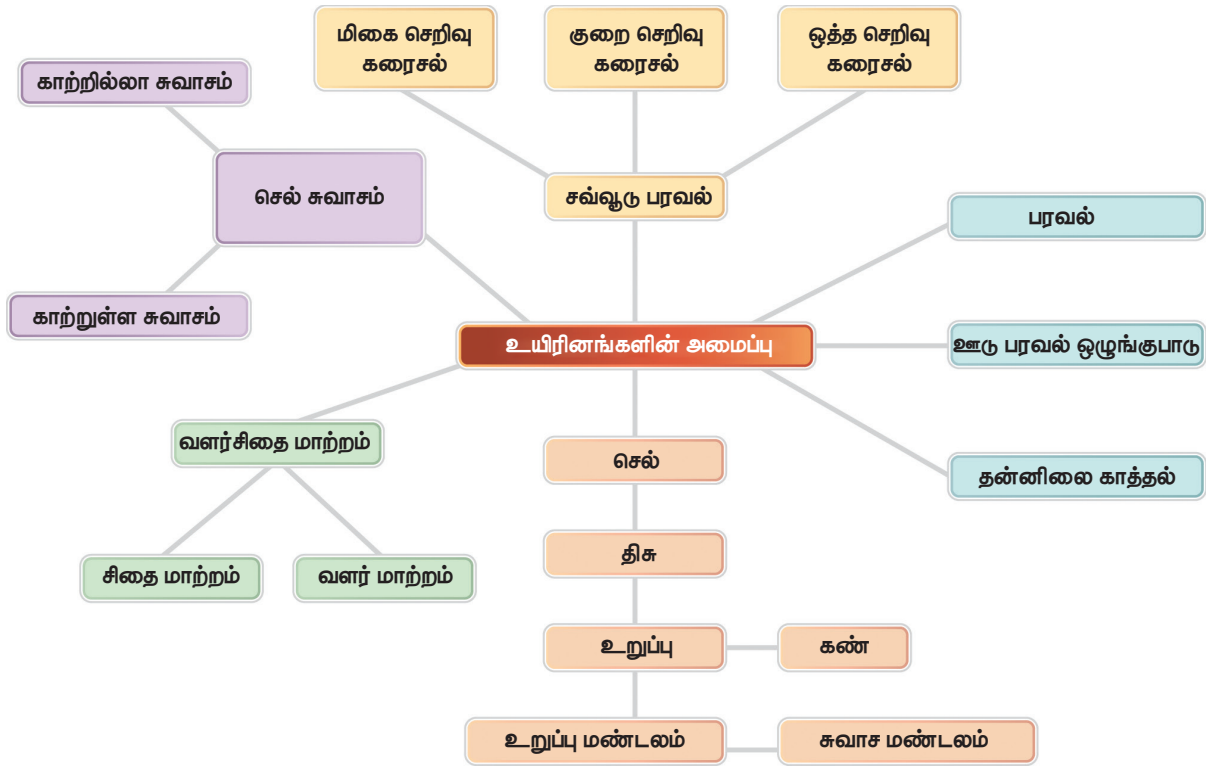 மிகை செறிவு
கரைசல்
குறை செறிவு
கரைசல்
ஒத்த செறிவு
கரைசல்
காற்றில்லா சுவாசம்
செல் சுவாசம்
சவ்வூடு பரவல்
பரவல்
காற்றுள்ள சுவாசம்
உயிரினங்களின் அமைப்பு
ஊடு பரவல் ஒழுங்குபாடு
வளர்சிதை மாற்றம்
செல்
தன்னிலை காத்தல்
திசு
சிதை மாற்றம்
வளர் மாற்றம்
உறுப்பு
கண்
உறுப்பு மண்டலம்
சுவாச மண்டலம்